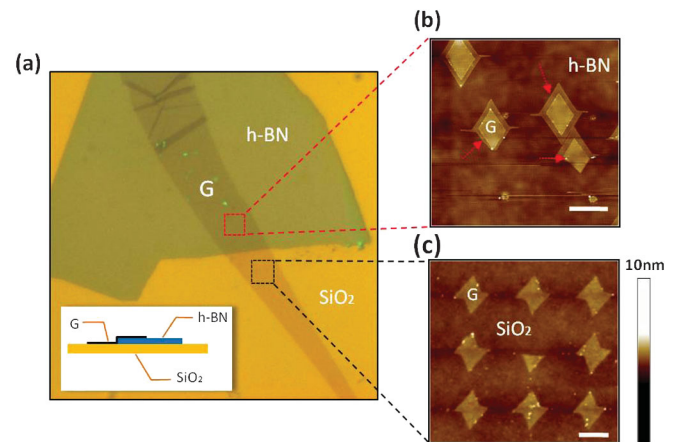 (a)
h-BN
G
SiO₂
G
h-BN
SiO₂
(b)
h-BN
G
(c)
G
SiO₂
10nm